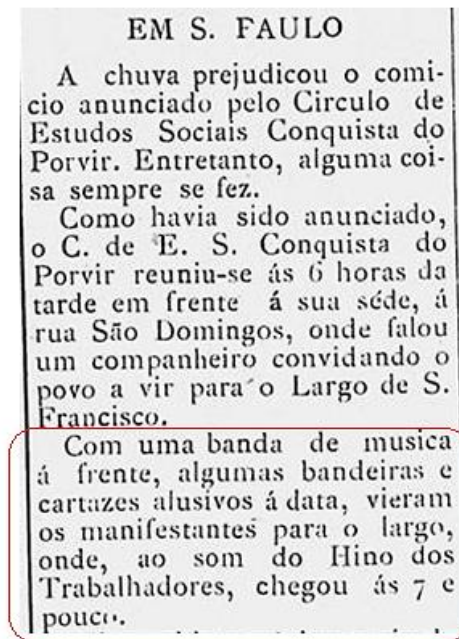 EM S. FAULO
A chuva prejudicou o comi-
cio anunciado pelo Circulo de
Estudos Sociais Conquista do
Porvir. Entretanto, alguma coi-
sa sempre se fez.
Como havia sido anunciado,
o C. de E. S. Conquista do
Porvir reuniu-se ás 6 horas da
tarde em frente á sua séde, á
rua São Domingos, onde falou
um companheiro convidando o
povo a vir para o Largo de S.
Francisco.
Com uma banda de musica
á frente, algumas bandeiras e
cartazes alusivos á data, vieram
os manifestantes para o largo,
onde, ao som do Hino dos
Trabalhadores, chegou ás 7 e
pouco.